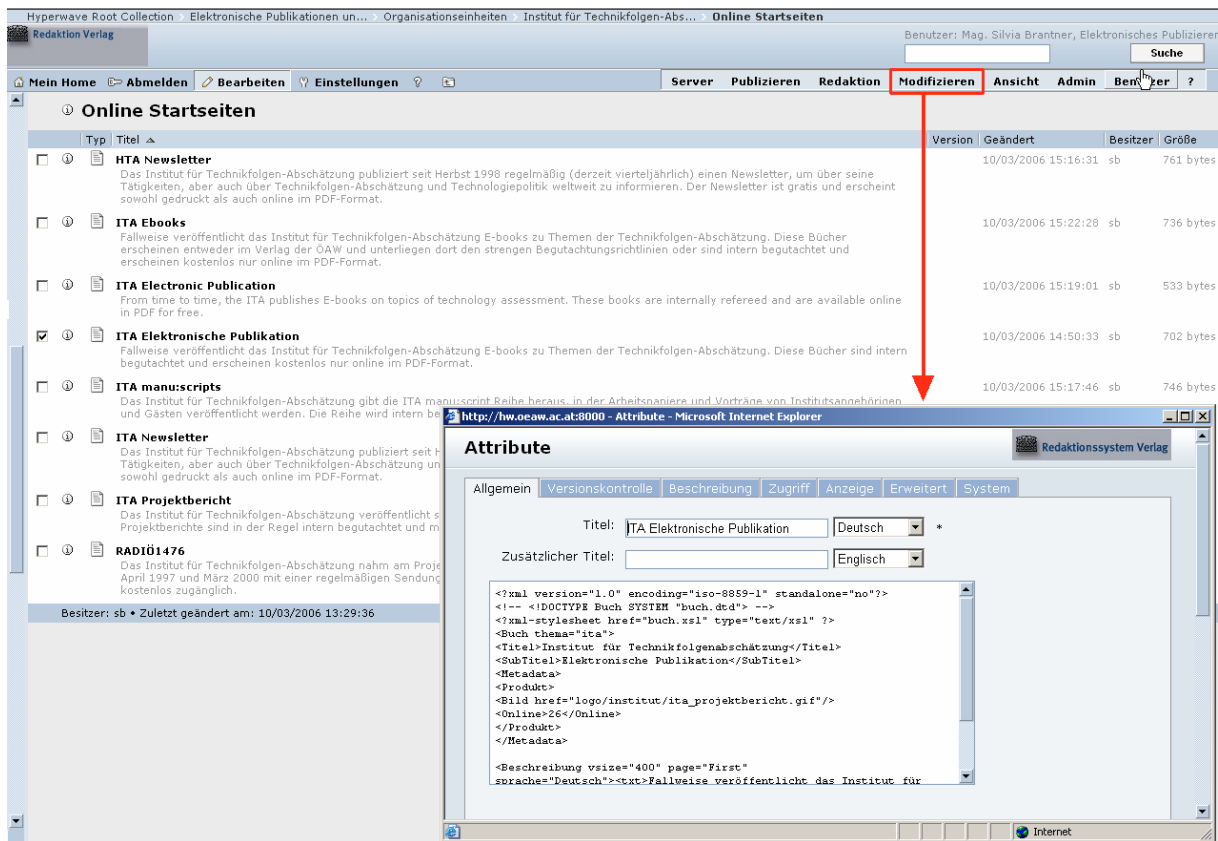 Hyperwave Root Collection > Elektronische Publikationen un... > Organisationseinheiten > Institut für Technikfolgen-Abs... > Online Startseiten
Redaktion Verlag
Benutzer: Mag. Silvia Brantner, Elektronisches Publizieren
Suche
Mein Home Abmelden Bearbeiten Einstellungen ?
Server Publizieren Redaktion Modifizieren Ansicht Admin Benutzer ?
Online Startseiten
Typ Titel Version Geändert Besitzer Größe
HTA Newsletter 10/03/2006 15:16:31 sb 761 bytes
Das Institut für Technikfolgen-Abschätzung publiziert seit Herbst 1998 regelmäßig (derzeit vierteljährlich) einen Newsletter, um über seine
Tätigkeiten, aber auch über Technikfolgen-Abschätzung und Technologiepolitik weltweit zu informieren. Der Newsletter ist gratis und erscheint
sowohl gedruckt als auch online im PDF-Format.
ITA Ebooks 10/03/2006 15:22:28 sb 736 bytes
Fallweise veröffentlicht das Institut für Technikfolgen-Abschätzung E-books zu Themen der Technikfolgen-Abschätzung. Diese Bücher
erscheinen entweder im Verlag der ÖAW und unterliegen dort den strengen Begutachtungsrichtlinien oder sind intern begutachtet und
erscheinen kostenlos nur online im PDF-Format.
ITA Electronic Publication 10/03/2006 15:19:01 sb 533 bytes
From time to time, the ITA publishes E-books on topics of technology assessment. These books are internally refereed and are available online
in PDF for free.
ITA Elektronische Publikation 10/03/2006 14:50:33 sb 702 bytes
Fallweise veröffentlicht das Institut für Technikfolgen-Abschätzung E-books zu Themen der Technikfolgen-Abschätzung. Diese Bücher sind intern
begutachtet und erscheinen kostenlos nur online im PDF-Format.
ITA manu:scripts 10/03/2006 15:17:46 sb 746 bytes
Das Institut für Technikfolgen-Abschätzung gibt die ITA manu:script Reihe heraus, in der Arbeitspapiere und Vorträge von Institutsangehörigen
und Gästen veröffentlicht werden. Die Reihe wird intern be
ITA Newsletter
Das Institut für Technikfolgen-Abschätzung publiziert seit H
Tätigkeiten, aber auch über Technikfolgen-Abschätzung un
sowohl gedruckt als auch online im PDF-Format.
ITA Projektbericht
Das Institut für Technikfolgen-Abschätzung veröffentlicht s
Projektberichte sind in der Regel intern begutachtet und m
RADIÖ1476
Das Institut für Technikfolgen-Abschätzung nahm am Proje
April 1997 und März 2000 mit einer regelmäßigen Sendung
kostenlos zugänglich.
Besitzer: sb • Zuletzt geändert am: 10/03/2006 13:29:36
http://hw.oeaw.ac.at:8000 - Attribute - Microsoft Internet Explorer
Attribute
Redaktionssystem Verlag
Allgemein Versionskontrolle Beschreibung Zugriff Anzeige Erweitert System
Titel: ITA Elektronische Publikation Deutsch *
Zusätzlicher Titel: Englisch
<?xml version="1.0" encoding="iso-8859-1" standalone="no"?>
<!-- <!DOCTYPE Buch SYSTEM "buch.dtd"> -->
<?xml-stylesheet href="buch.xsl" type="text/xsl" ?>
<Buch thema="ita">
<Titel>Institut für Technikfolgenabschätzung</Titel>
<SubTitel>Elektronische Publikation</SubTitel>
<Metadata>
<Produkt>
<Bild href="logo/institut/ita_projektbericht.gif"/>
<Online>26</Online>
</Produkt>
</Metadata>
<Beschreibung vsize="400" page="First"
sprache="Deutsch"><txt>Fallweise veröffentlicht das Institut für
Internet